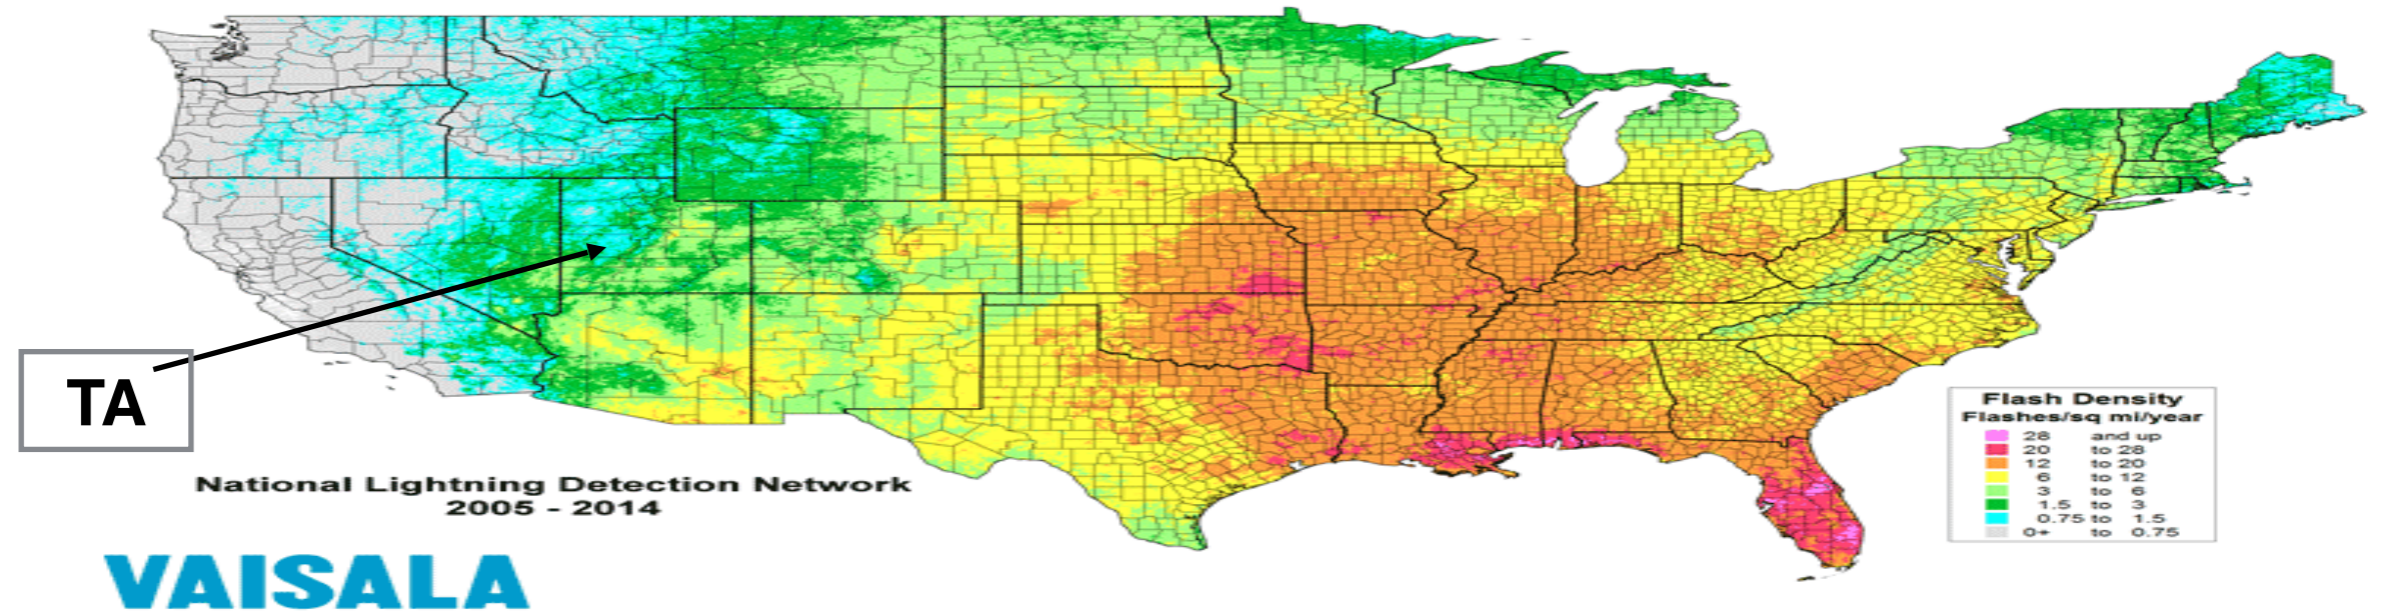 TA
National Lightning Detection Network
2005 - 2014
VAISALA
Flash Density
Flashes/sq mi/year
28 and up
20 to 28
12 to 20
6 to 12
3 to 6
1.5 to 3
0.75 to 1.5
0+ to 0.75